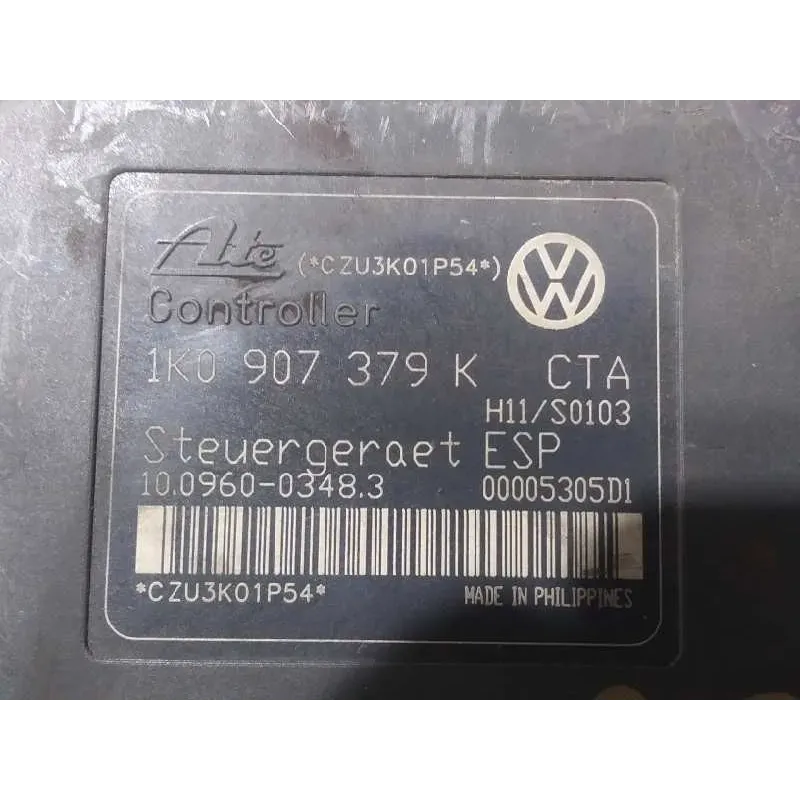 Ate (*CZU3K01P54*)
Controller
1K0 907 379 K CTA
H11/S0103
Steuergeraet ESP
10.0960-0348.3 00005305D1
*CZU3K01P54* MADE IN PHILIPPINES